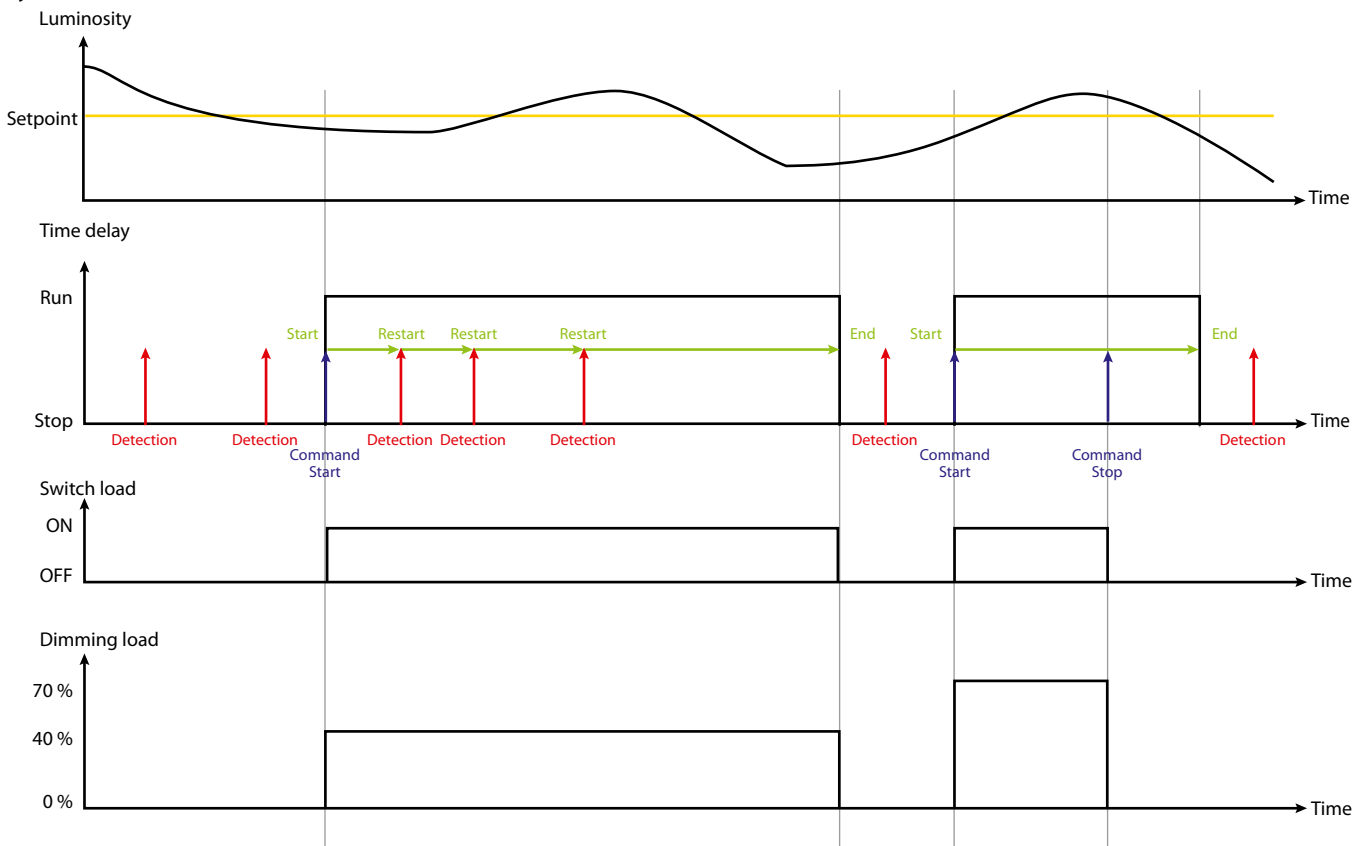 Luminosity
Setpoint
Time
Time delay
Run
Start Restart Restart Restart End Start End
Stop
Time
Detection Detection Detection Detection Detection Detection Detection
Command Start
Command Start
Command Stop
Switch load
ON
OFF
Time
Dimming load
70 %
40 %
0 %
Time